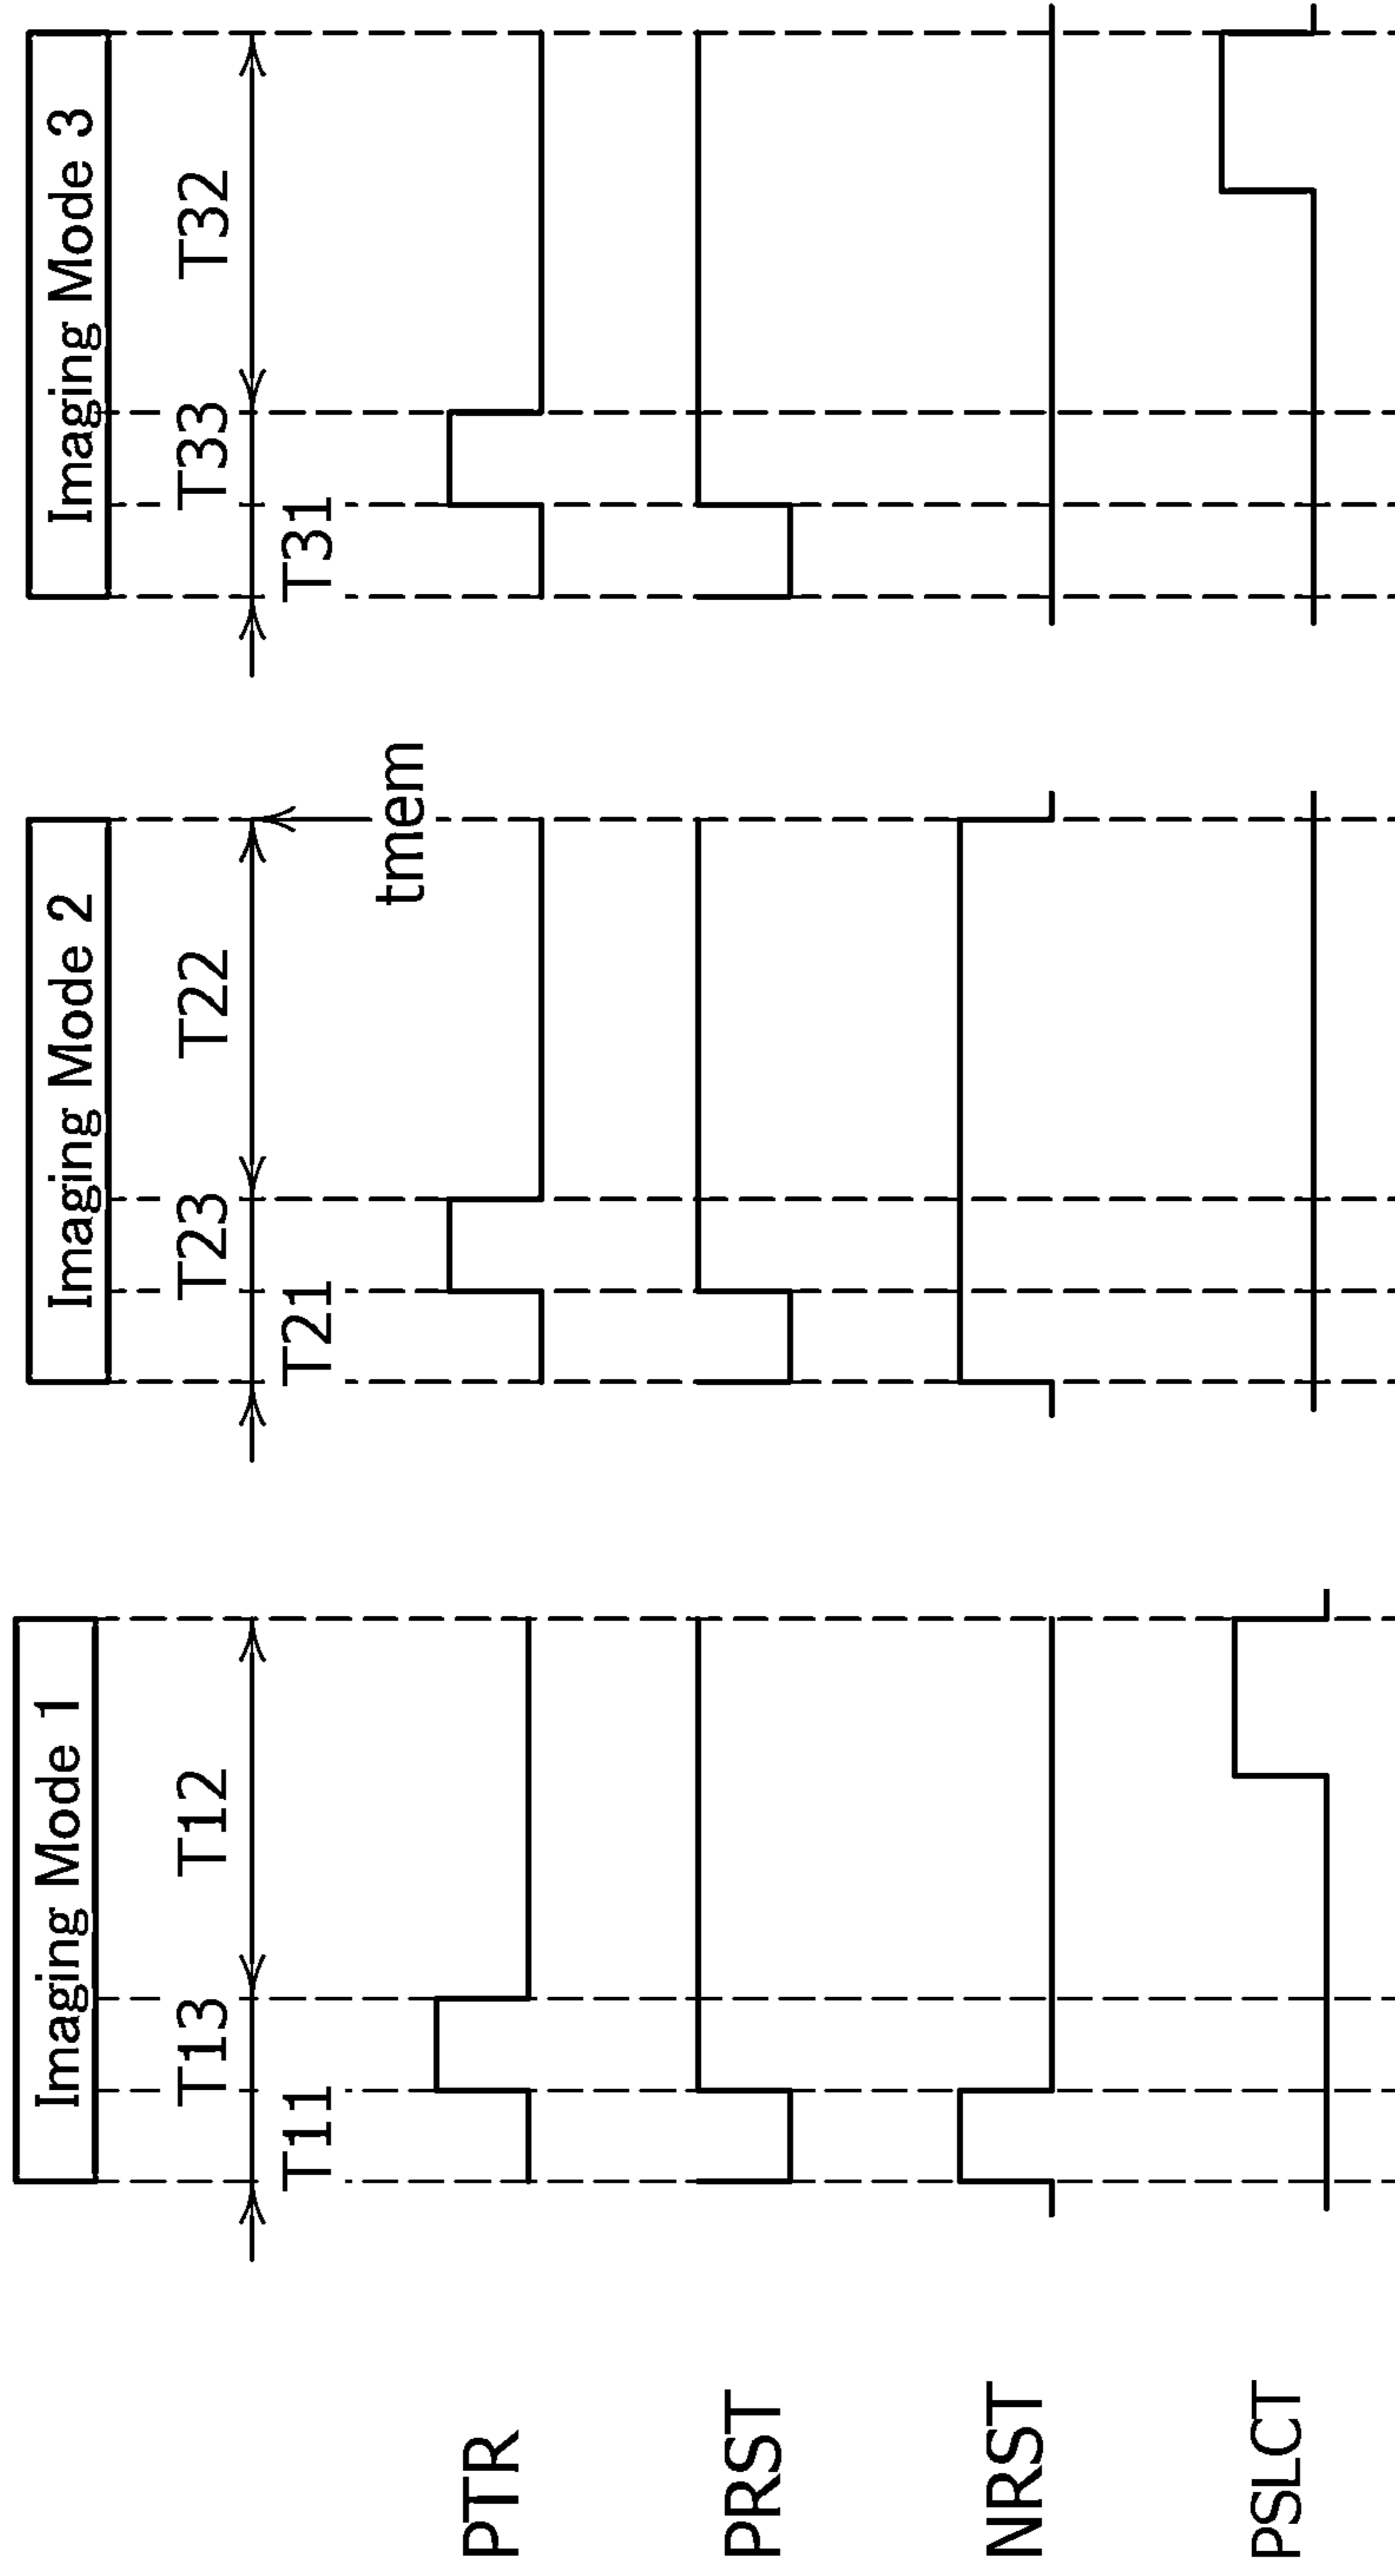 Imaging Mode 1
Imaging Mode 2
Imaging Mode 3
T13
T12
T23
T22
T33
T32
T11
T21
T31
tmem
PTR
PRST
NRST
PSLCT